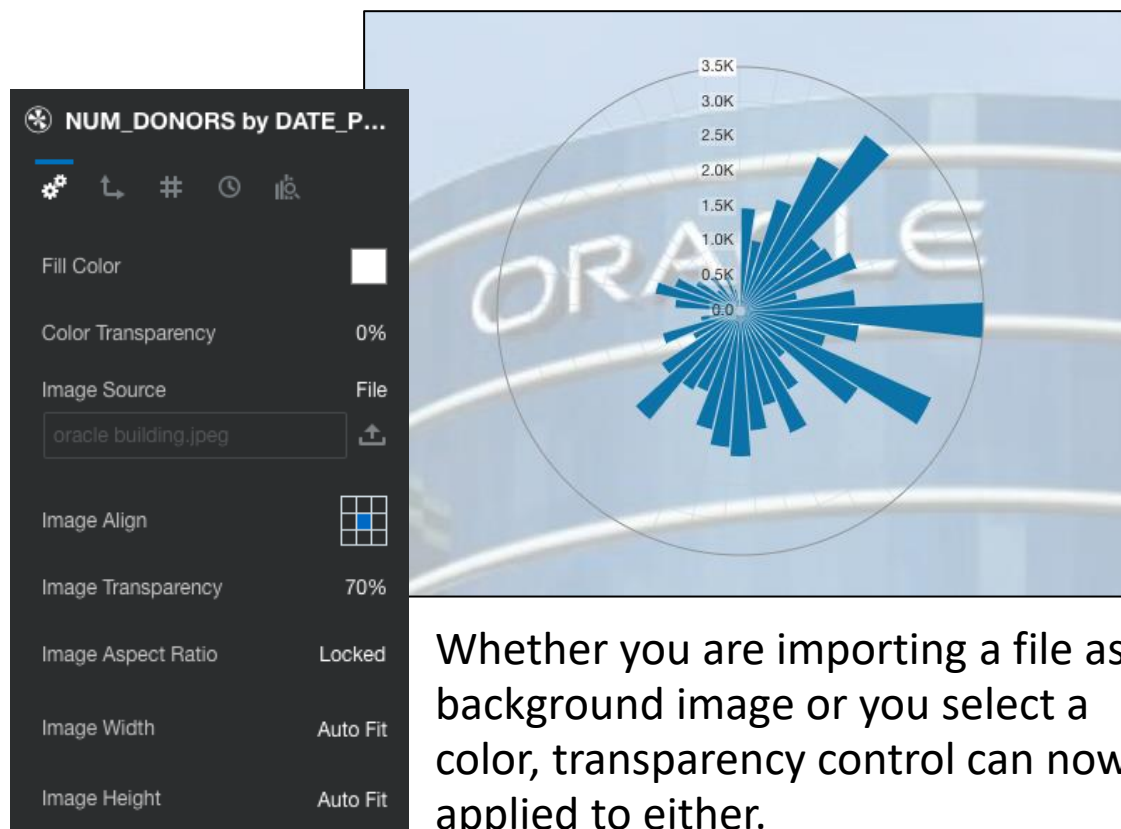 NUM_DONORS by DATE_P...
Fill Color
Color Transparency 0%
Image Source File
oracle building.jpeg
Image Align
Image Transparency 70%
Image Aspect Ratio Locked
Image Width Auto Fit
Image Height Auto Fit
3.5K
3.0K
2.5K
2.0K
1.5K
1.0K
0.5K
0.0
ORACLE
Whether you are importing a file as
background image or you select a
color, transparency control can now
applied to either.